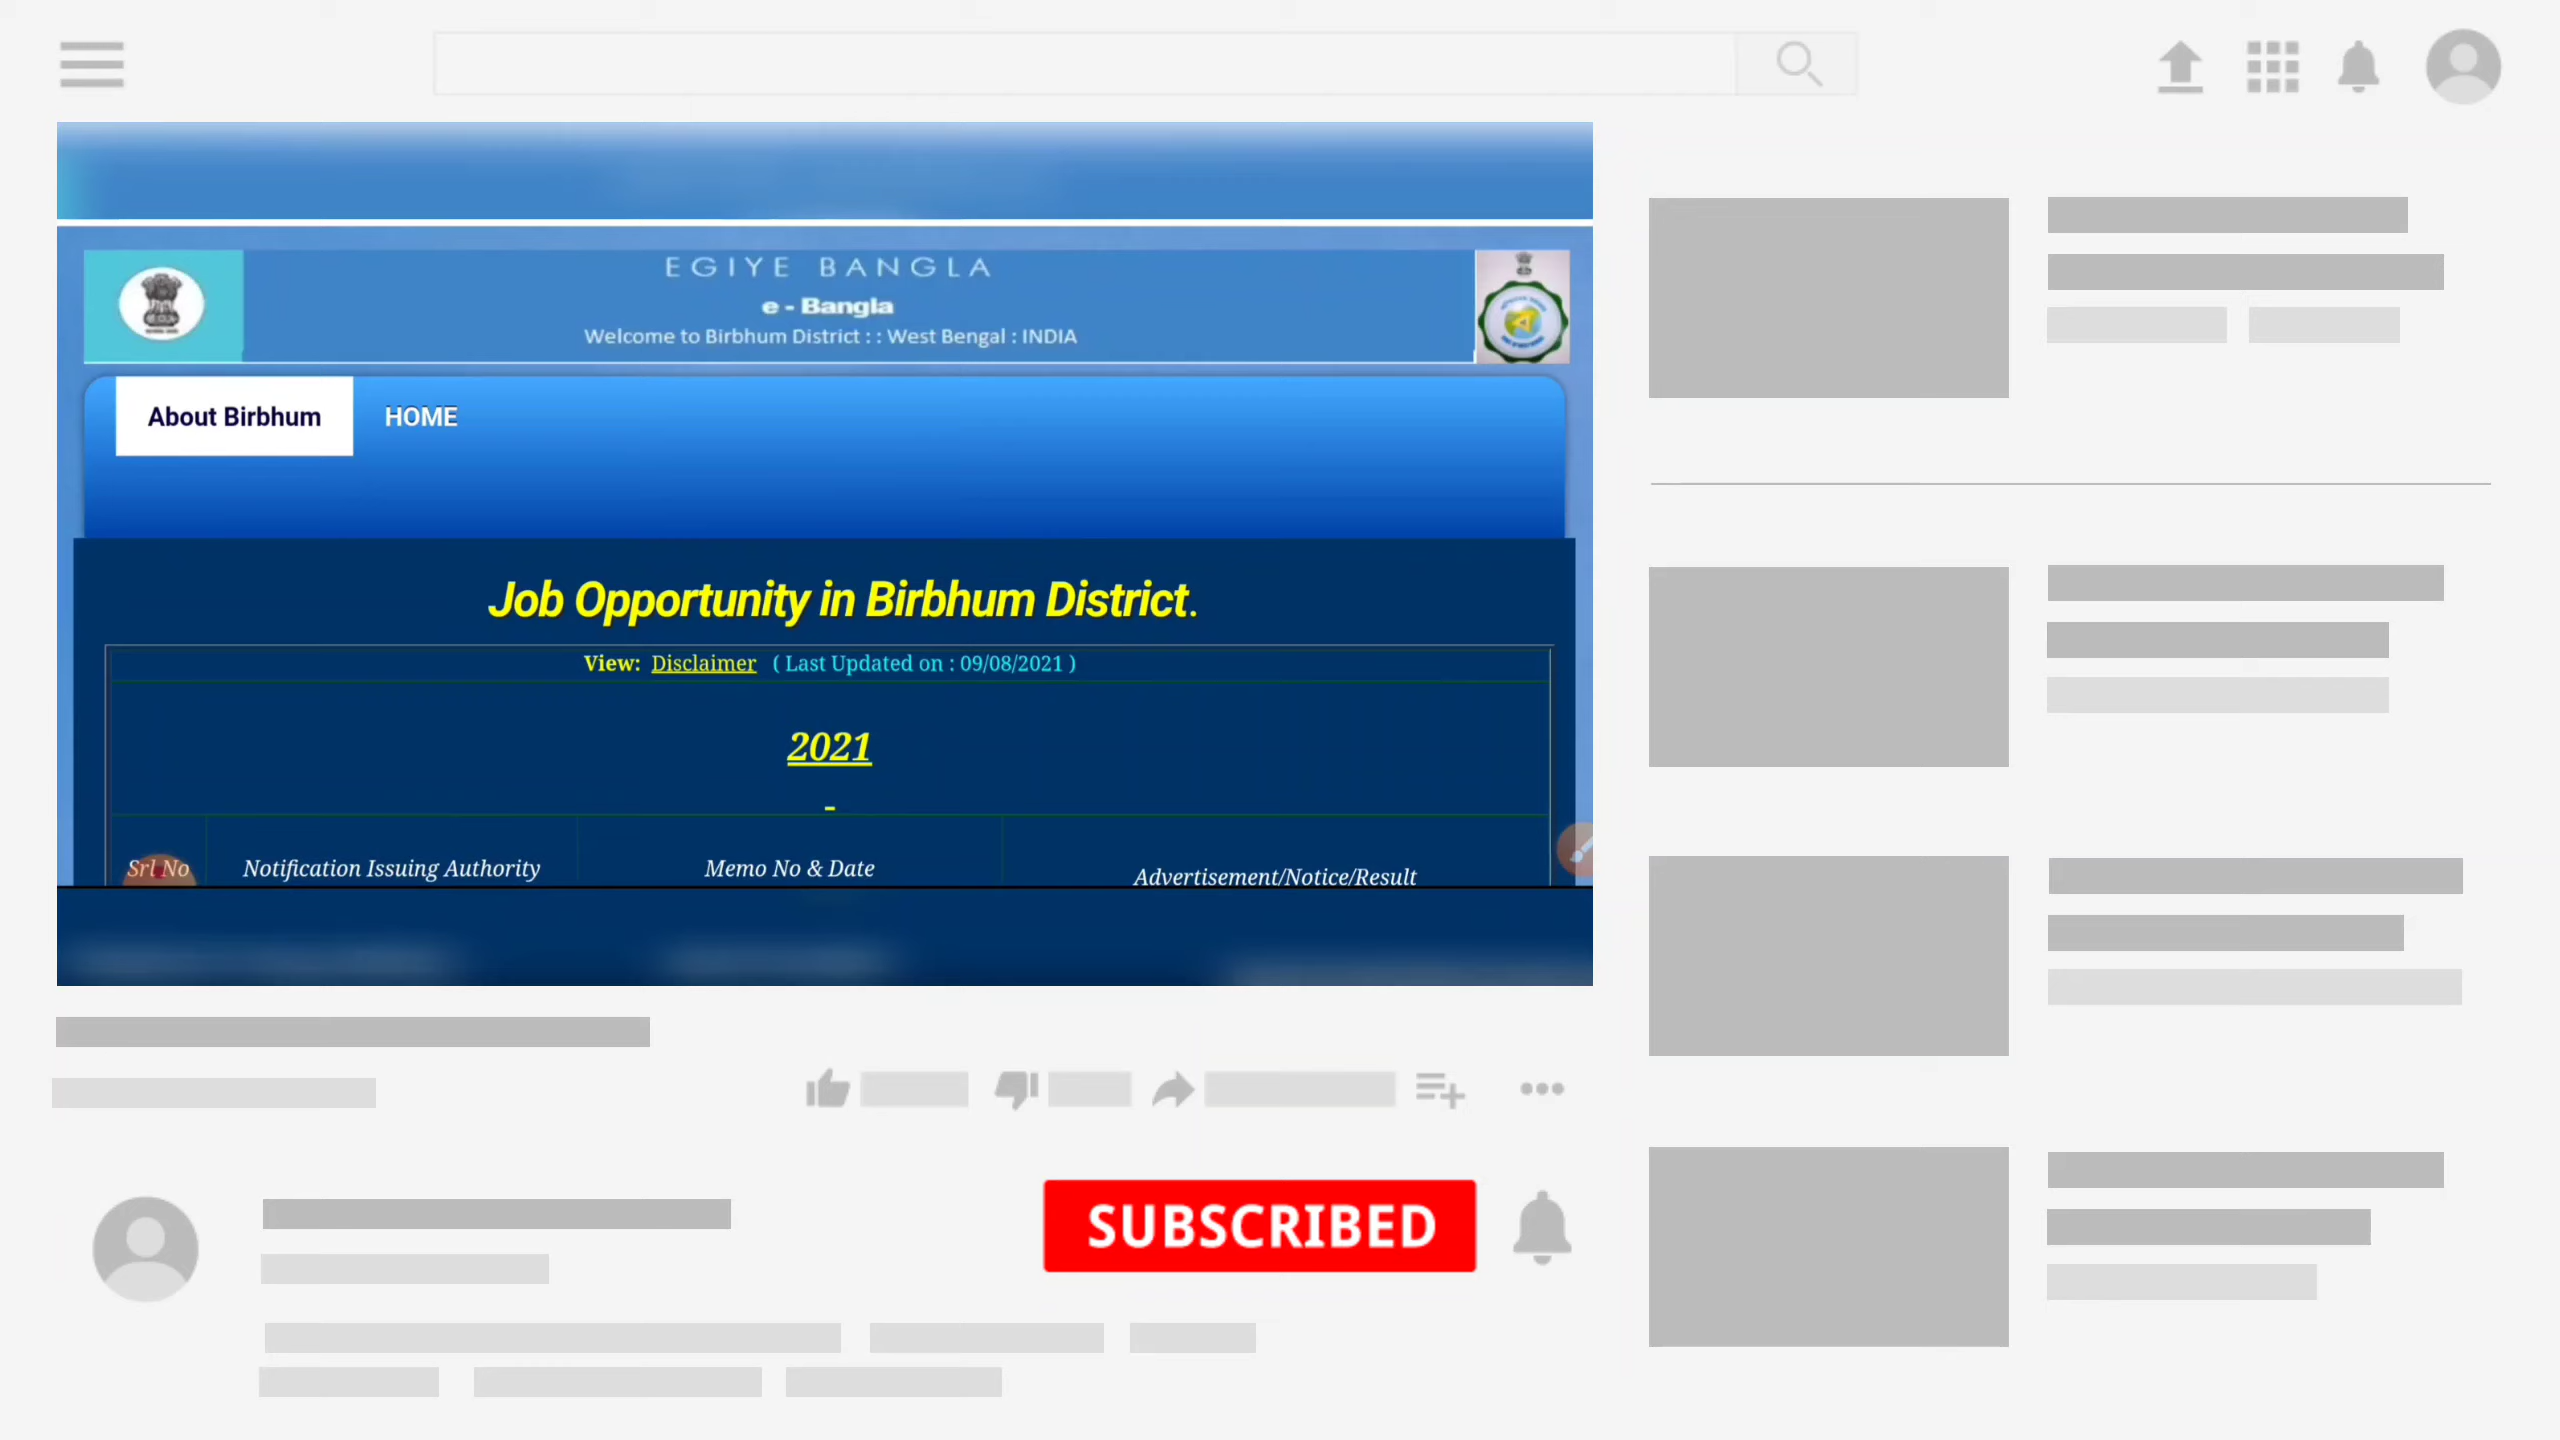 EGIYE BANGLA
e - Bangla
Welcome to Birbhum District : : West Bengal : INDIA
About Birbhum HOME
Job Opportunity in Birbhum District.
View: Disclaimer ( Last Updated on : 09/08/2021 )
2021
-
Srl No Notification Issuing Authority Memo No & Date Advertisement/Notice/Result
SUBSCRIBED